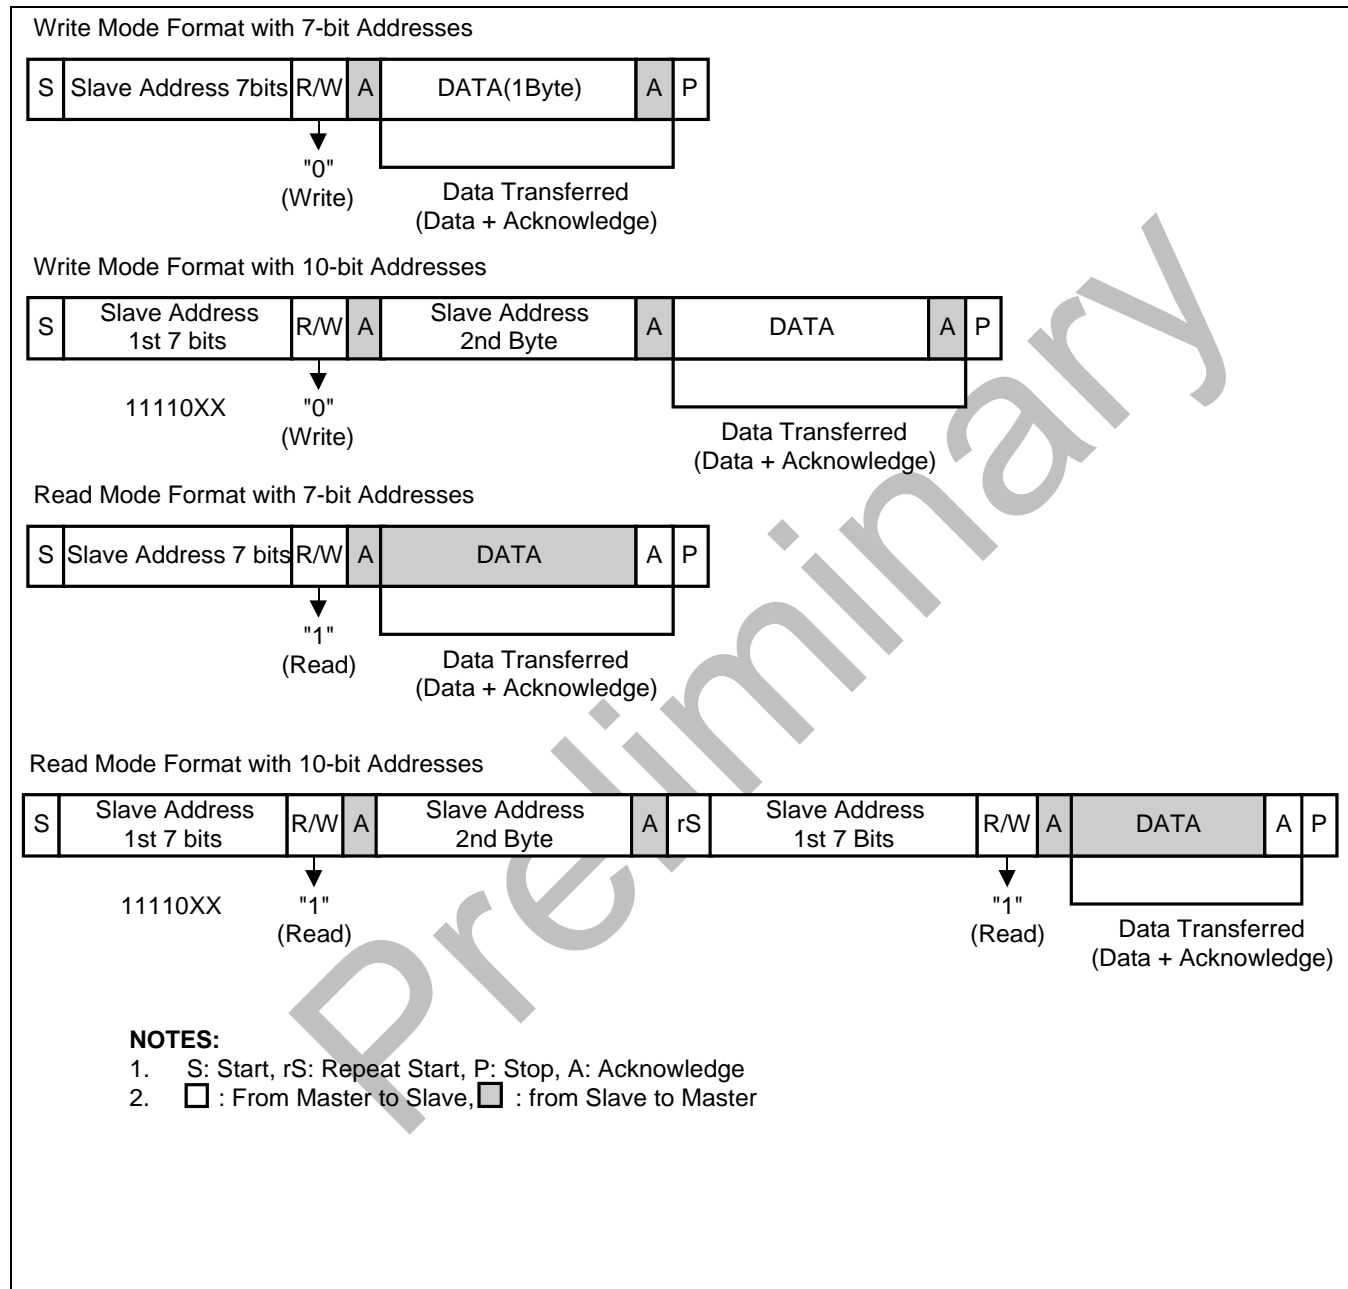 Write Mode Format with 7-bit Addresses
S Slave Address 7bits R/W A DATA(1Byte) A P
"0"
(Write)
Data Transferred
(Data + Acknowledge)
Write Mode Format with 10-bit Addresses
S Slave Address
1st 7 bits R/W A Slave Address
2nd Byte A DATA A P
11110XX "0"
(Write)
Data Transferred
(Data + Acknowledge)
Read Mode Format with 7-bit Addresses
S Slave Address 7 bits R/W A DATA A P
"1"
(Read)
Data Transferred
(Data + Acknowledge)
Read Mode Format with 10-bit Addresses
S Slave Address
1st 7 bits R/W A Slave Address
2nd Byte A rS Slave Address
1st 7 Bits R/W A DATA A P
11110XX "1"
(Read)
"1"
(Read)
Data Transferred
(Data + Acknowledge)
NOTES:
1. S: Start, rS: Repeat Start, P: Stop, A: Acknowledge
2. : From Master to Slave, : from Slave to Master
Preliminary